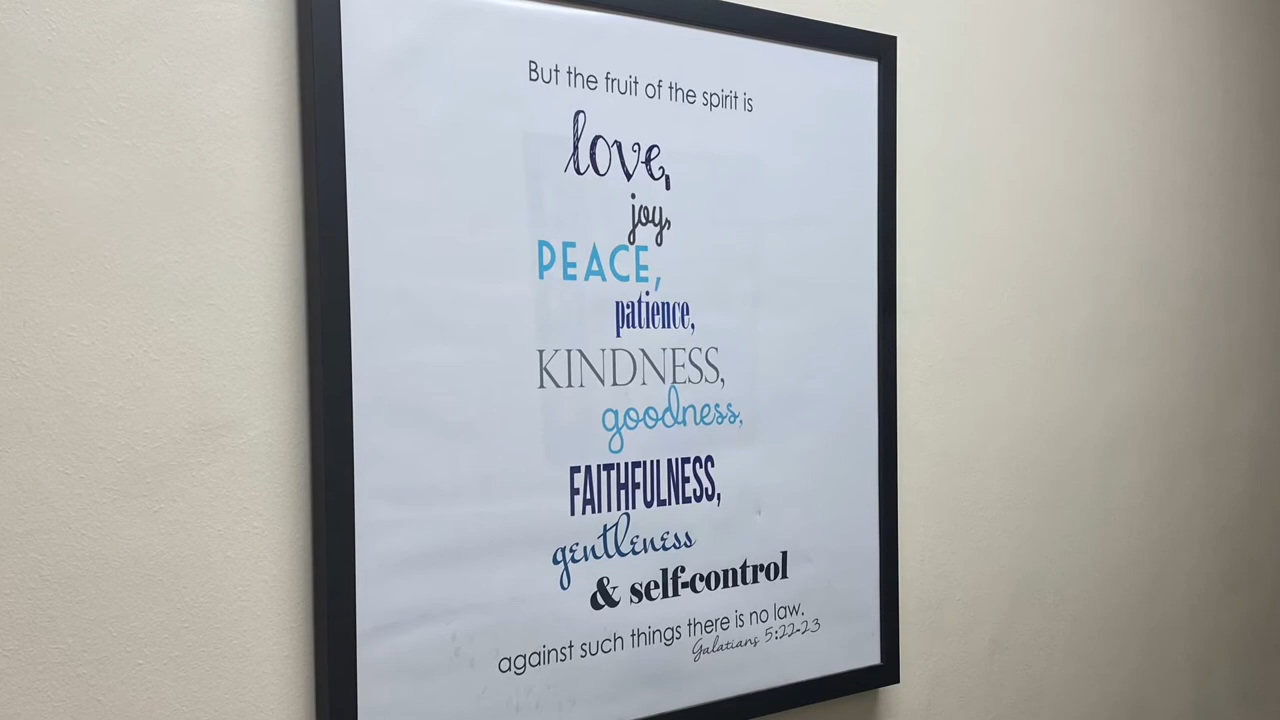 But the fruit of the spirit is
love,
joy,
PEACE,
patience,
KINDNESS,
goodness,
FAITHFULNESS,
gentleness
& self-control
against such things there is no law.
Galatians 5:22-23